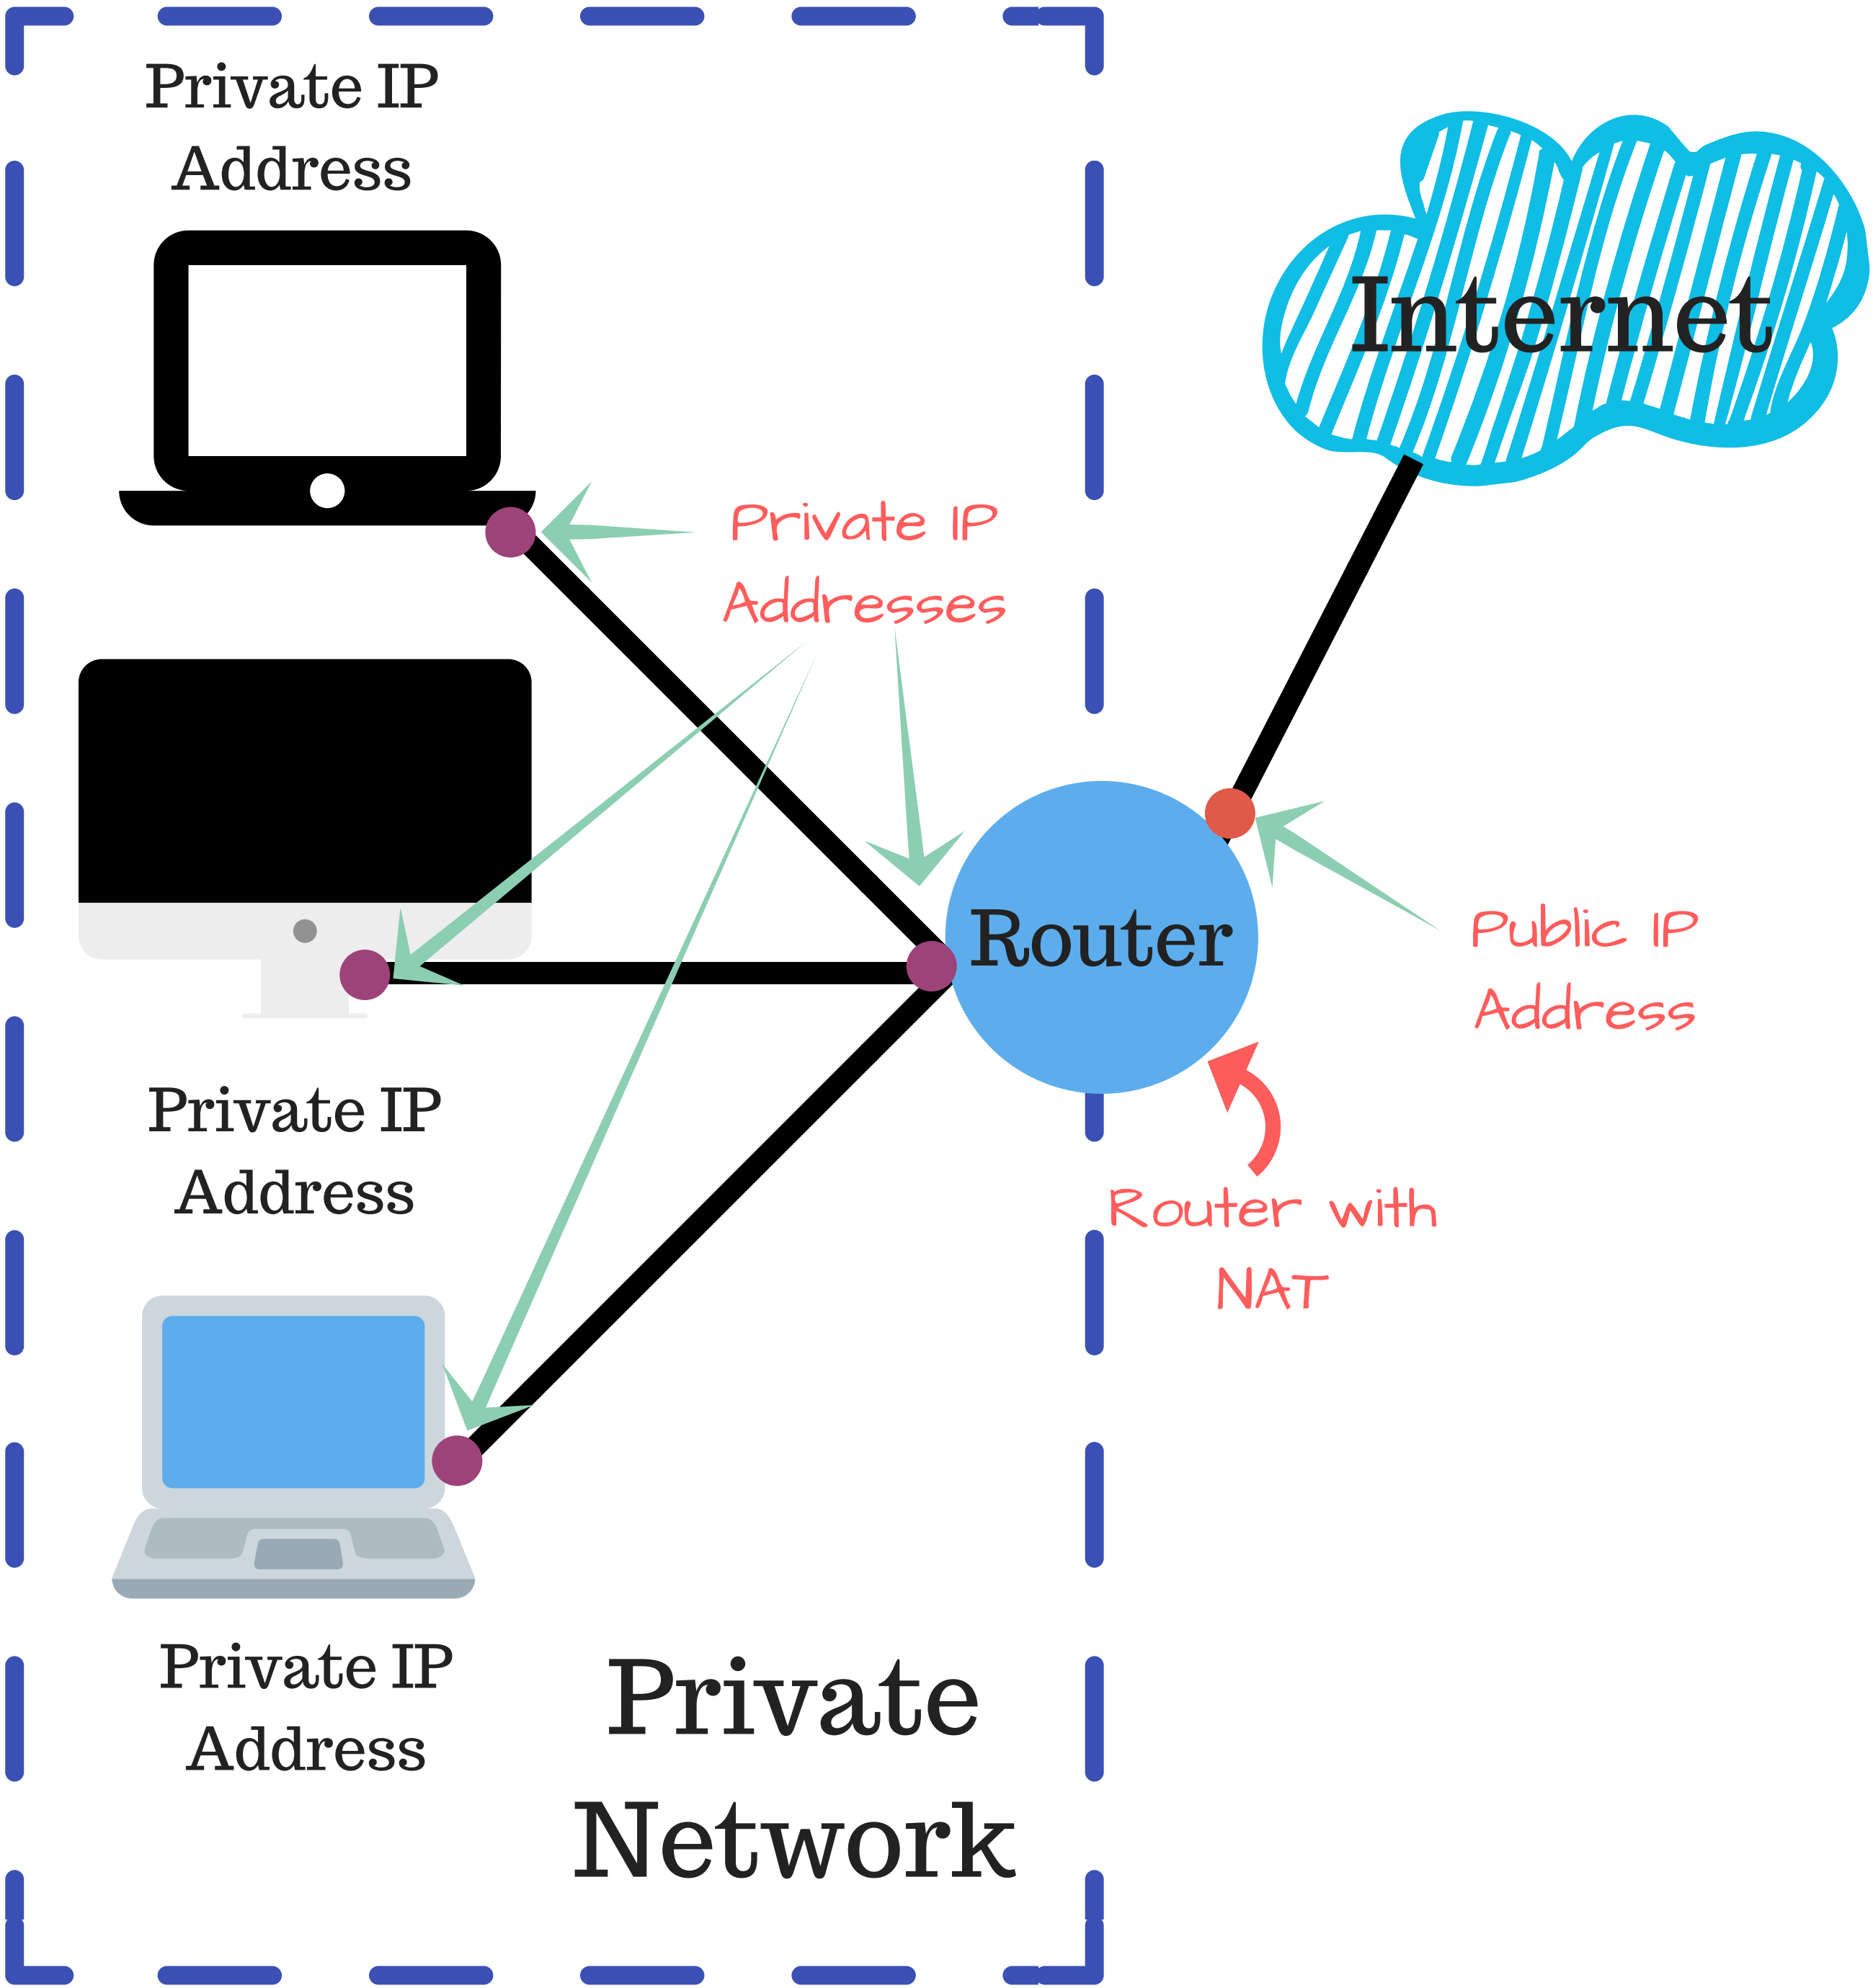 Private IP
Address
Internet
Private IP
Addresses
Router
Public IP
Address
Private IP
Address
Router with
NAT
Private IP
Address
Private
Network